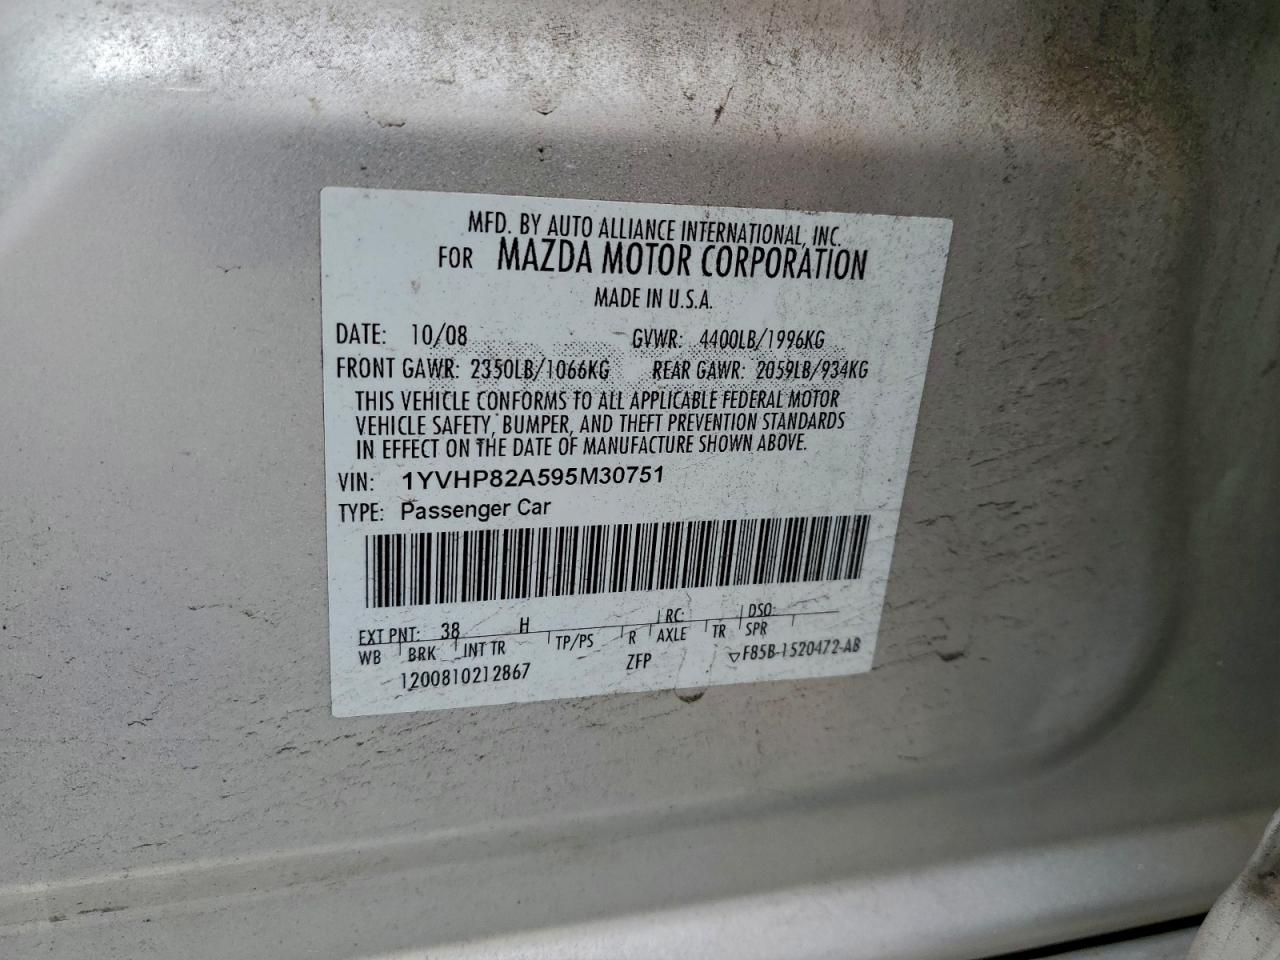 MFD. BY AUTO ALLIANCE INTERNATIONAL, INC.
FOR MAZDA MOTOR CORPORATION
MADE IN U.S.A.
DATE: 10/08 GVWR: 4400LB/1996KG
FRONT GAWR: 2350LB/1066KG REAR GAWR: 2059LB/934KG
THIS VEHICLE CONFORMS TO ALL APPLICABLE FEDERAL MOTOR
VEHICLE SAFETY, BUMPER, AND THEFT PREVENTION STANDARDS
IN EFFECT ON THE DATE OF MANUFACTURE SHOWN ABOVE.
VIN: 1YVHP82A595M30751
TYPE: Passenger Car
EXT PNT: 38 H RC: DSO:
WB BRK INT TR TP/PS R AXLE TR SPR
1200810212867 ZFP ▽F85B-1520472-AB